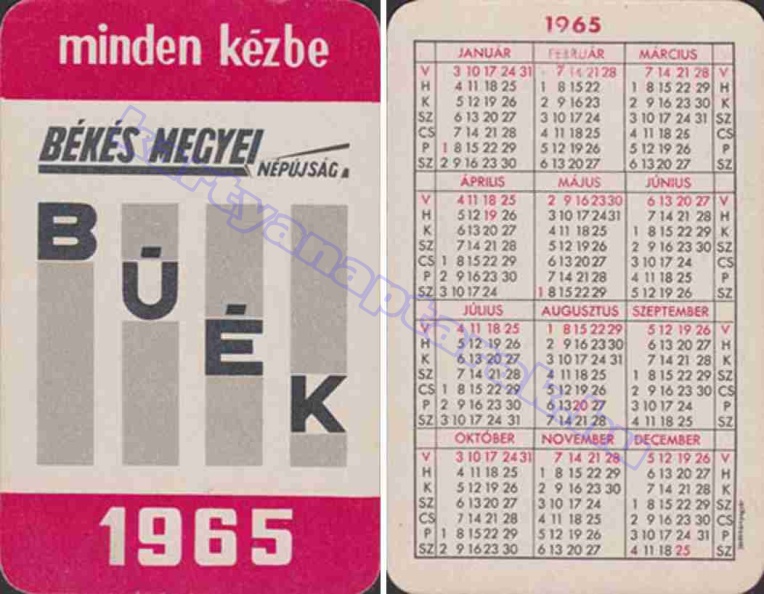 minden kézbe
BÉKÉS MEGYEI
NÉPÚJSÁG
B
Ú
É
K
1965
1965
JANUÁR FEBRUÁR MÁRCIUS
V 3 10 17 24 31 7 14 21 28 7 14 21 28 V
H 4 11 18 25 1 8 15 22 1 8 15 22 29 H
K 5 12 19 26 2 9 16 23 2 9 16 23 30 K
SZ 6 13 20 27 3 10 17 24 3 10 17 24 31 SZ
CS 7 14 21 28 4 11 18 25 4 11 18 25 CS
P 1 8 15 22 29 5 12 19 26 5 12 19 26 P
SZ 2 9 16 23 30 6 13 20 27 6 13 20 27 SZ
ÁPRILIS MÁJUS JÚNIUS
V 4 11 18 25 2 9 16 23 30 6 13 20 27 V
H 5 12 19 26 3 10 17 24 31 7 14 21 28 H
K 6 13 20 27 4 11 18 25 1 8 15 22 29 K
SZ 7 14 21 28 5 12 19 26 2 9 16 23 30 SZ
CS 1 8 15 22 29 6 13 20 27 3 10 17 24 CS
P 2 9 16 23 30 7 14 21 28 4 11 18 25 P
SZ 3 10 17 24 1 8 15 22 29 5 12 19 26 SZ
JÚLIUS AUGUSZTUS SZEPTEMBER
V 4 11 18 25 1 8 15 22 29 5 12 19 26 V
H 5 12 19 26 2 9 16 23 30 6 13 20 27 H
K 6 13 20 27 3 10 17 24 31 7 14 21 28 K
SZ 7 14 21 28 4 11 18 25 1 8 15 22 29 SZ
CS 1 8 15 22 29 5 12 19 26 2 9 16 23 30 CS
P 2 9 16 23 30 6 13 20 27 3 10 17 24 P
SZ 3 10 17 24 31 7 14 21 28 4 11 18 25 SZ
OKTÓBER NOVEMBER DECEMBER
V 3 10 17 24 31 7 14 21 28 5 12 19 26 V
H 4 11 18 25 1 8 15 22 29 6 13 20 27 H
K 5 12 19 26 2 9 16 23 30 7 14 21 28 K
SZ 6 13 20 27 3 10 17 24 1 8 15 22 29 SZ
CS 7 14 21 28 4 11 18 25 2 9 16 23 30 CS
P 1 8 15 22 29 5 12 19 26 3 10 17 24 31 P
SZ 2 9 16 23 30 6 13 20 27 4 11 18 25 SZ